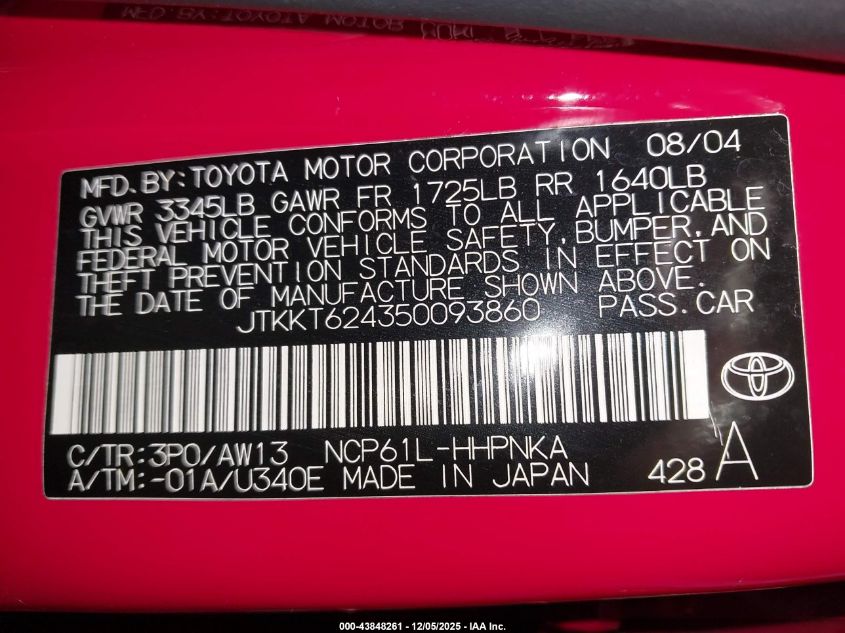 MFD. BY: TOYOTA MOTOR CORPORATION 08/04
GVWR 3345LB GAWR FR 1725LB RR 1640LB
THIS VEHICLE CONFORMS TO ALL APPLICABLE
FEDERAL MOTOR VEHICLE SAFETY, BUMPER, AND
THEFT PREVENTION STANDARDS IN EFFECT ON
THE DATE OF MANUFACTURE SHOWN ABOVE.
JTKKT624350093860 PASS. CAR
C/TR: 3P0/AW13 NCP61L-HHPNKA
A/TM: -01A/U340E MADE IN JAPAN 428 A
000-43848261 - 12/05/2025 - IAA Inc.